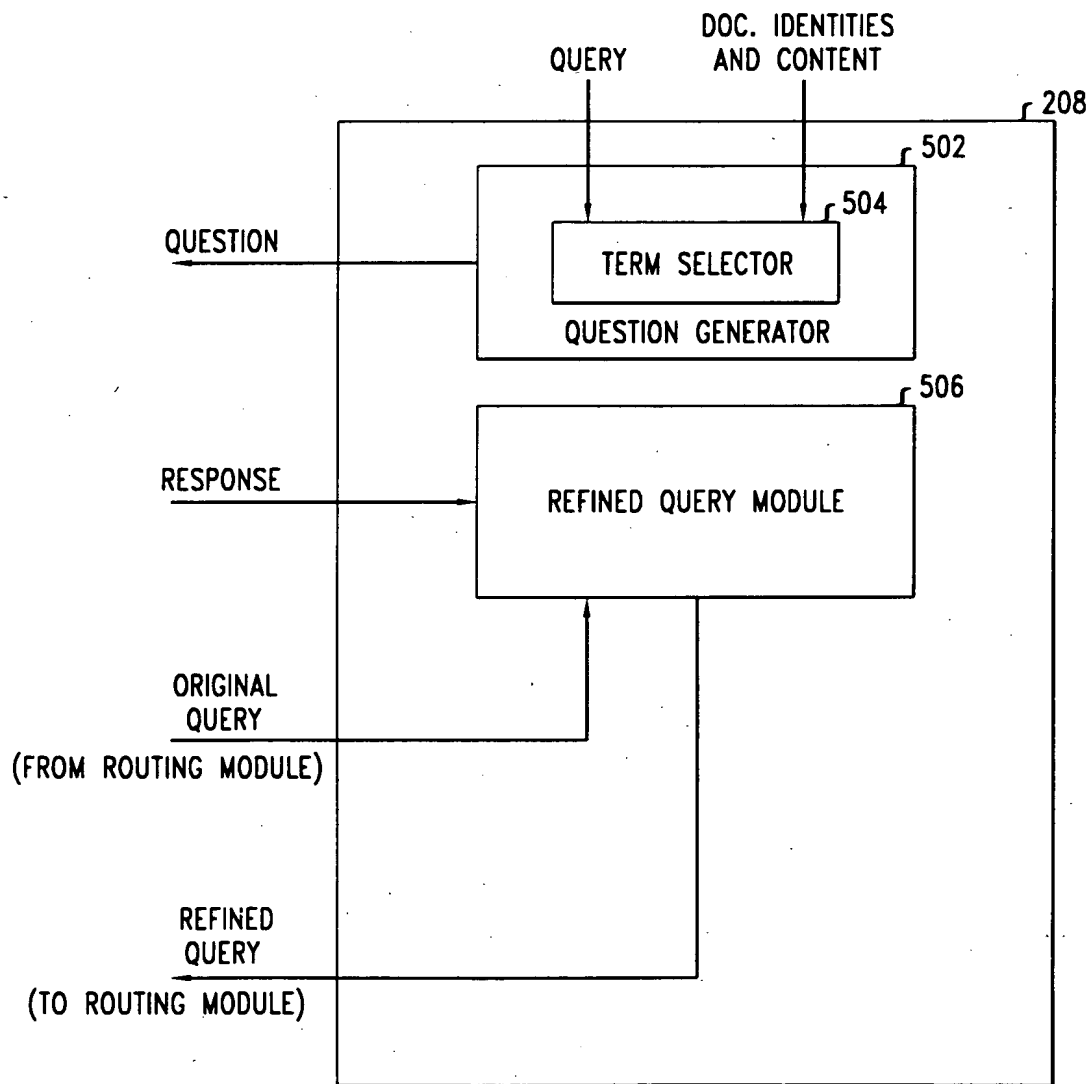 DOC. IDENTITIES
AND CONTENT
QUERY
208
502
504
TERM SELECTOR
QUESTION GENERATOR
QUESTION
506
REFINED QUERY MODULE
RESPONSE
ORIGINAL
QUERY
(FROM ROUTING MODULE)
REFINED
QUERY
(TO ROUTING MODULE)